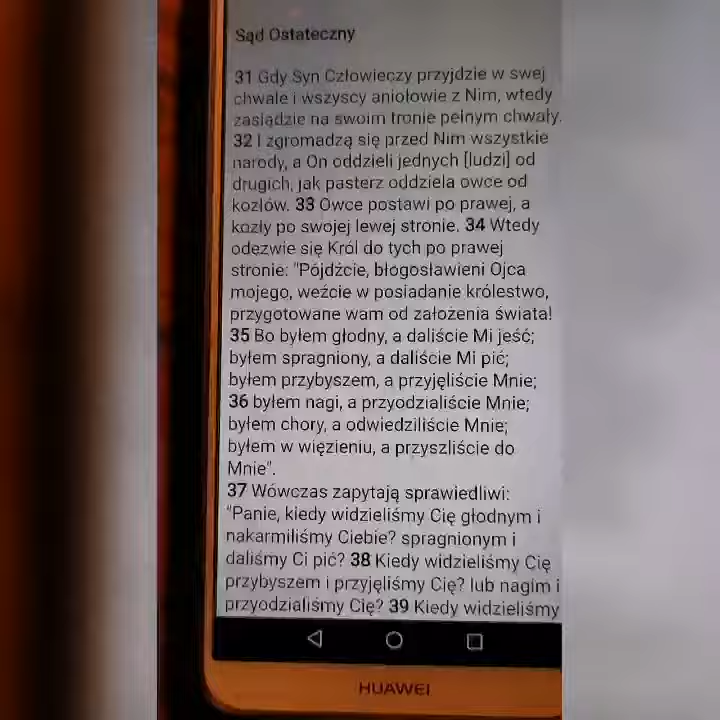 Sąd Ostateczny
31 Gdy Syn Człowieczy przyjdzie w swej
chwale i wszyscy aniołowie z Nim, wtedy
zasiądzie na swoim tronie pełnym chwały.
32 I zgromadzą się przed Nim wszystkie
narody, a On oddzieli jednych [ludzi] od
drugich, jak pasterz oddziela owce od
kozłów. 33 Owce postawi po prawej, a
kozły po swojej lewej stronie. 34 Wtedy
odezwie się Król do tych po prawej
stronie: "Pójdźcie, błogosławieni Ojca
mojego, weźcie w posiadanie królestwo,
przygotowane wam od założenia świata!
35 Bo byłem głodny, a daliście Mi jeść;
byłem spragniony, a daliście Mi pić;
byłem przybyszem, a przyjęliście Mnie;
36 byłem nagi, a przyodzialiście Mnie;
byłem chory, a odwiedziliście Mnie;
byłem w więzieniu, a przyszliście do
Mnie".
37 Wówczas zapytają sprawiedliwi:
"Panie, kiedy widzieliśmy Cię głodnym i
nakarmiliśmy Ciebie? spragnionym i
daliśmy Ci pić? 38 Kiedy widzieliśmy Cię
przybyszem i przyjęliśmy Cię? lub nagim i
przyodzialiśmy Cię? 39 Kiedy widzieliśmy
HUAWEI